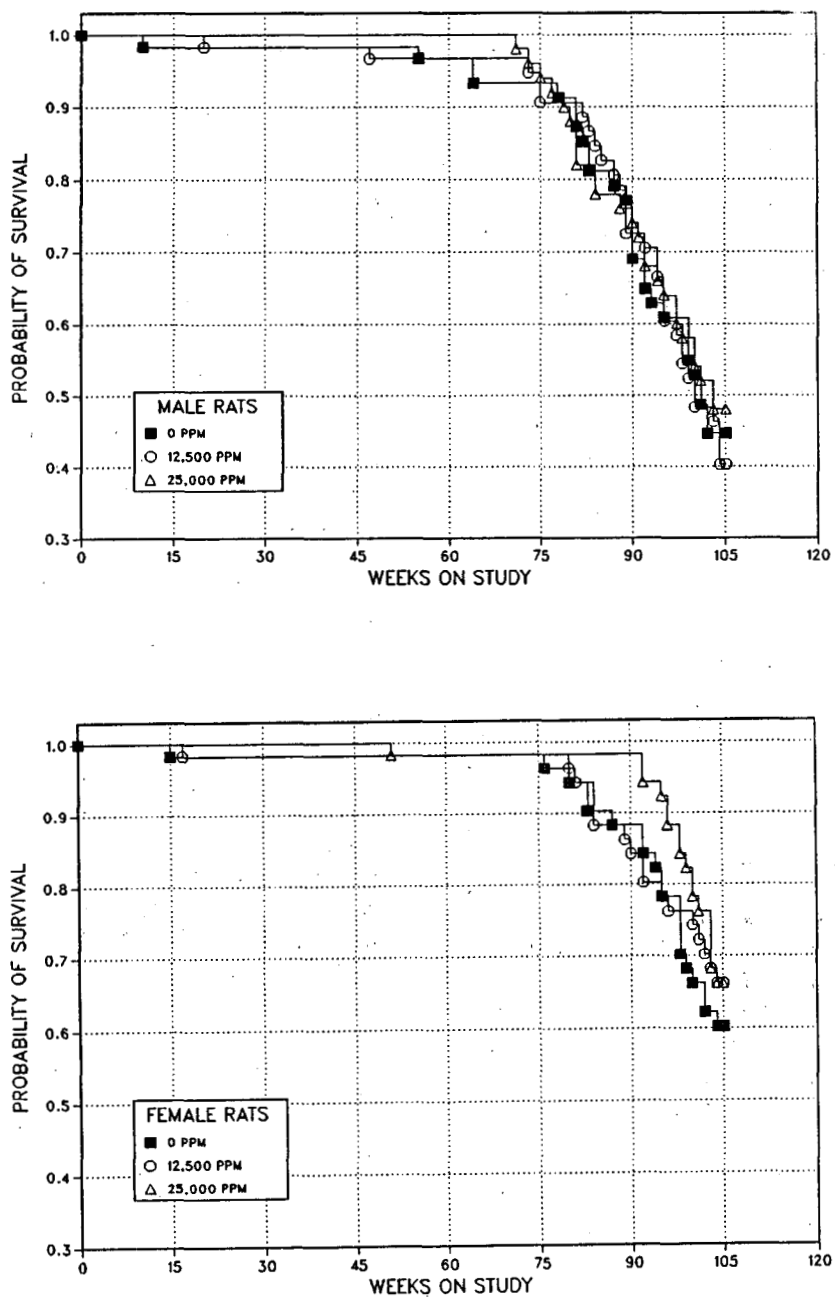 PROBABILITY OF SURVIVAL
1.0
0.9
0.8
0.7
0.6
0.5
0.4
0.3
MALE RATS
0 PPM
12,500 PPM
25,000 PPM
0 15 30 45 60 75 90 105 120
WEEKS ON STUDY
PROBABILITY OF SURVIVAL
1.0
0.9
0.8
0.7
0.6
0.5
0.4
0.3
FEMALE RATS
0 PPM
12,500 PPM
25,000 PPM
0 15 30 45 60 75 90 105 120
WEEKS ON STUDY